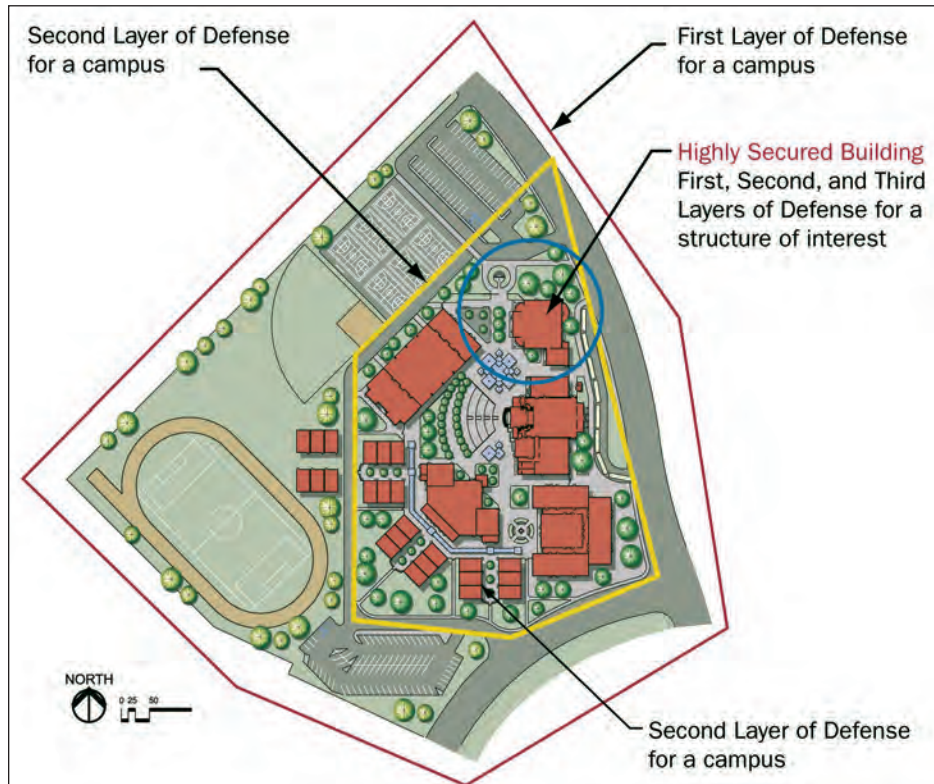 Second Layer of Defense
for a campus
First Layer of Defense
for a campus
Highly Secured Building
First, Second, and Third
Layers of Defense for a
structure of interest
NORTH
0 25 50
Second Layer of Defense
for a campus